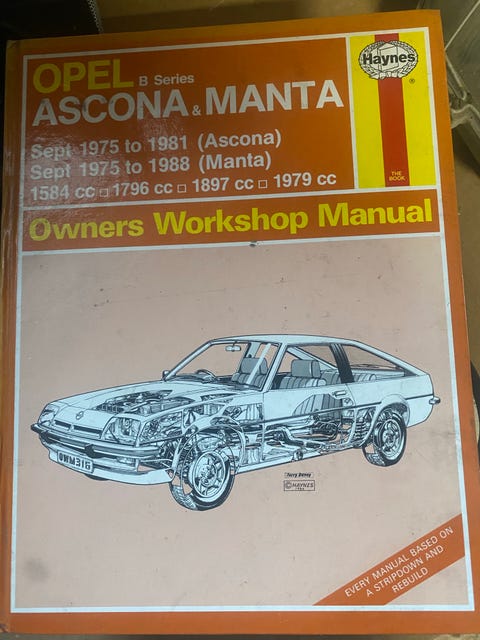 OPEL B Series
ASCONA & MANTA
Sept 1975 to 1981 (Ascona)
Sept 1975 to 1988 (Manta)
1584 cc □ 1796 cc □ 1897 cc □ 1979 cc
Haynes
®
THE
BOOK
Owners Workshop Manual
OWM316
Terry Davey
© HAYNES
EVERY MANUAL BASED ON
A STRIPDOWN AND
REBUILD